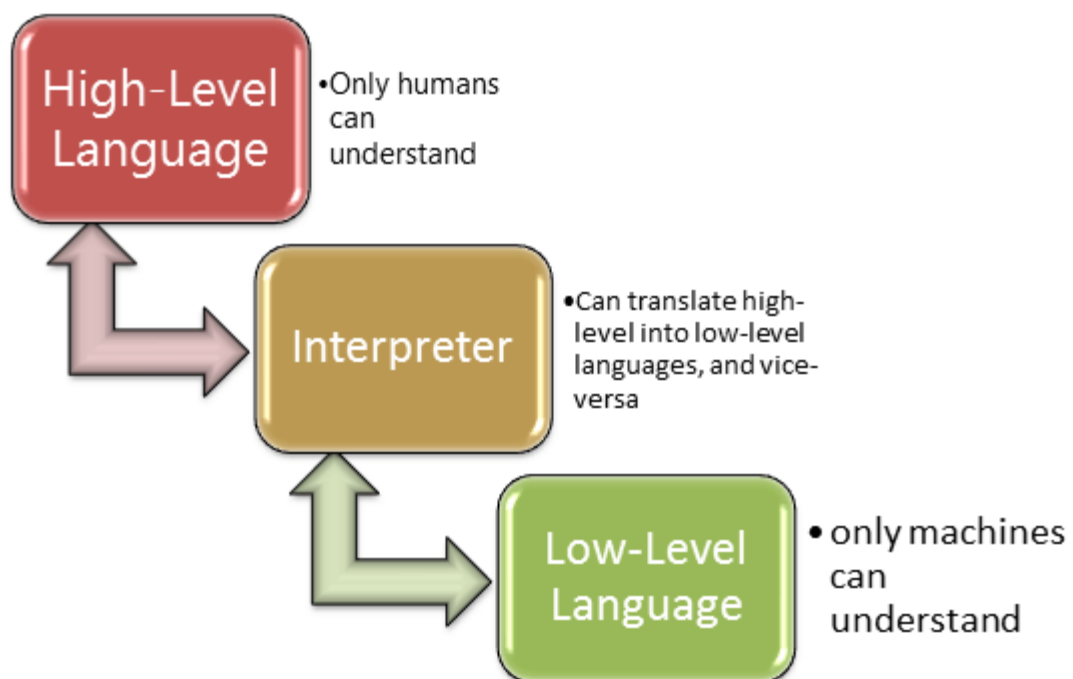 High-Level
Language
•Only humans
can
understand
Interpreter
•Can translate high-
level into low-level
languages, and vice-
versa
Low-Level
Language
• only machines
can
understand